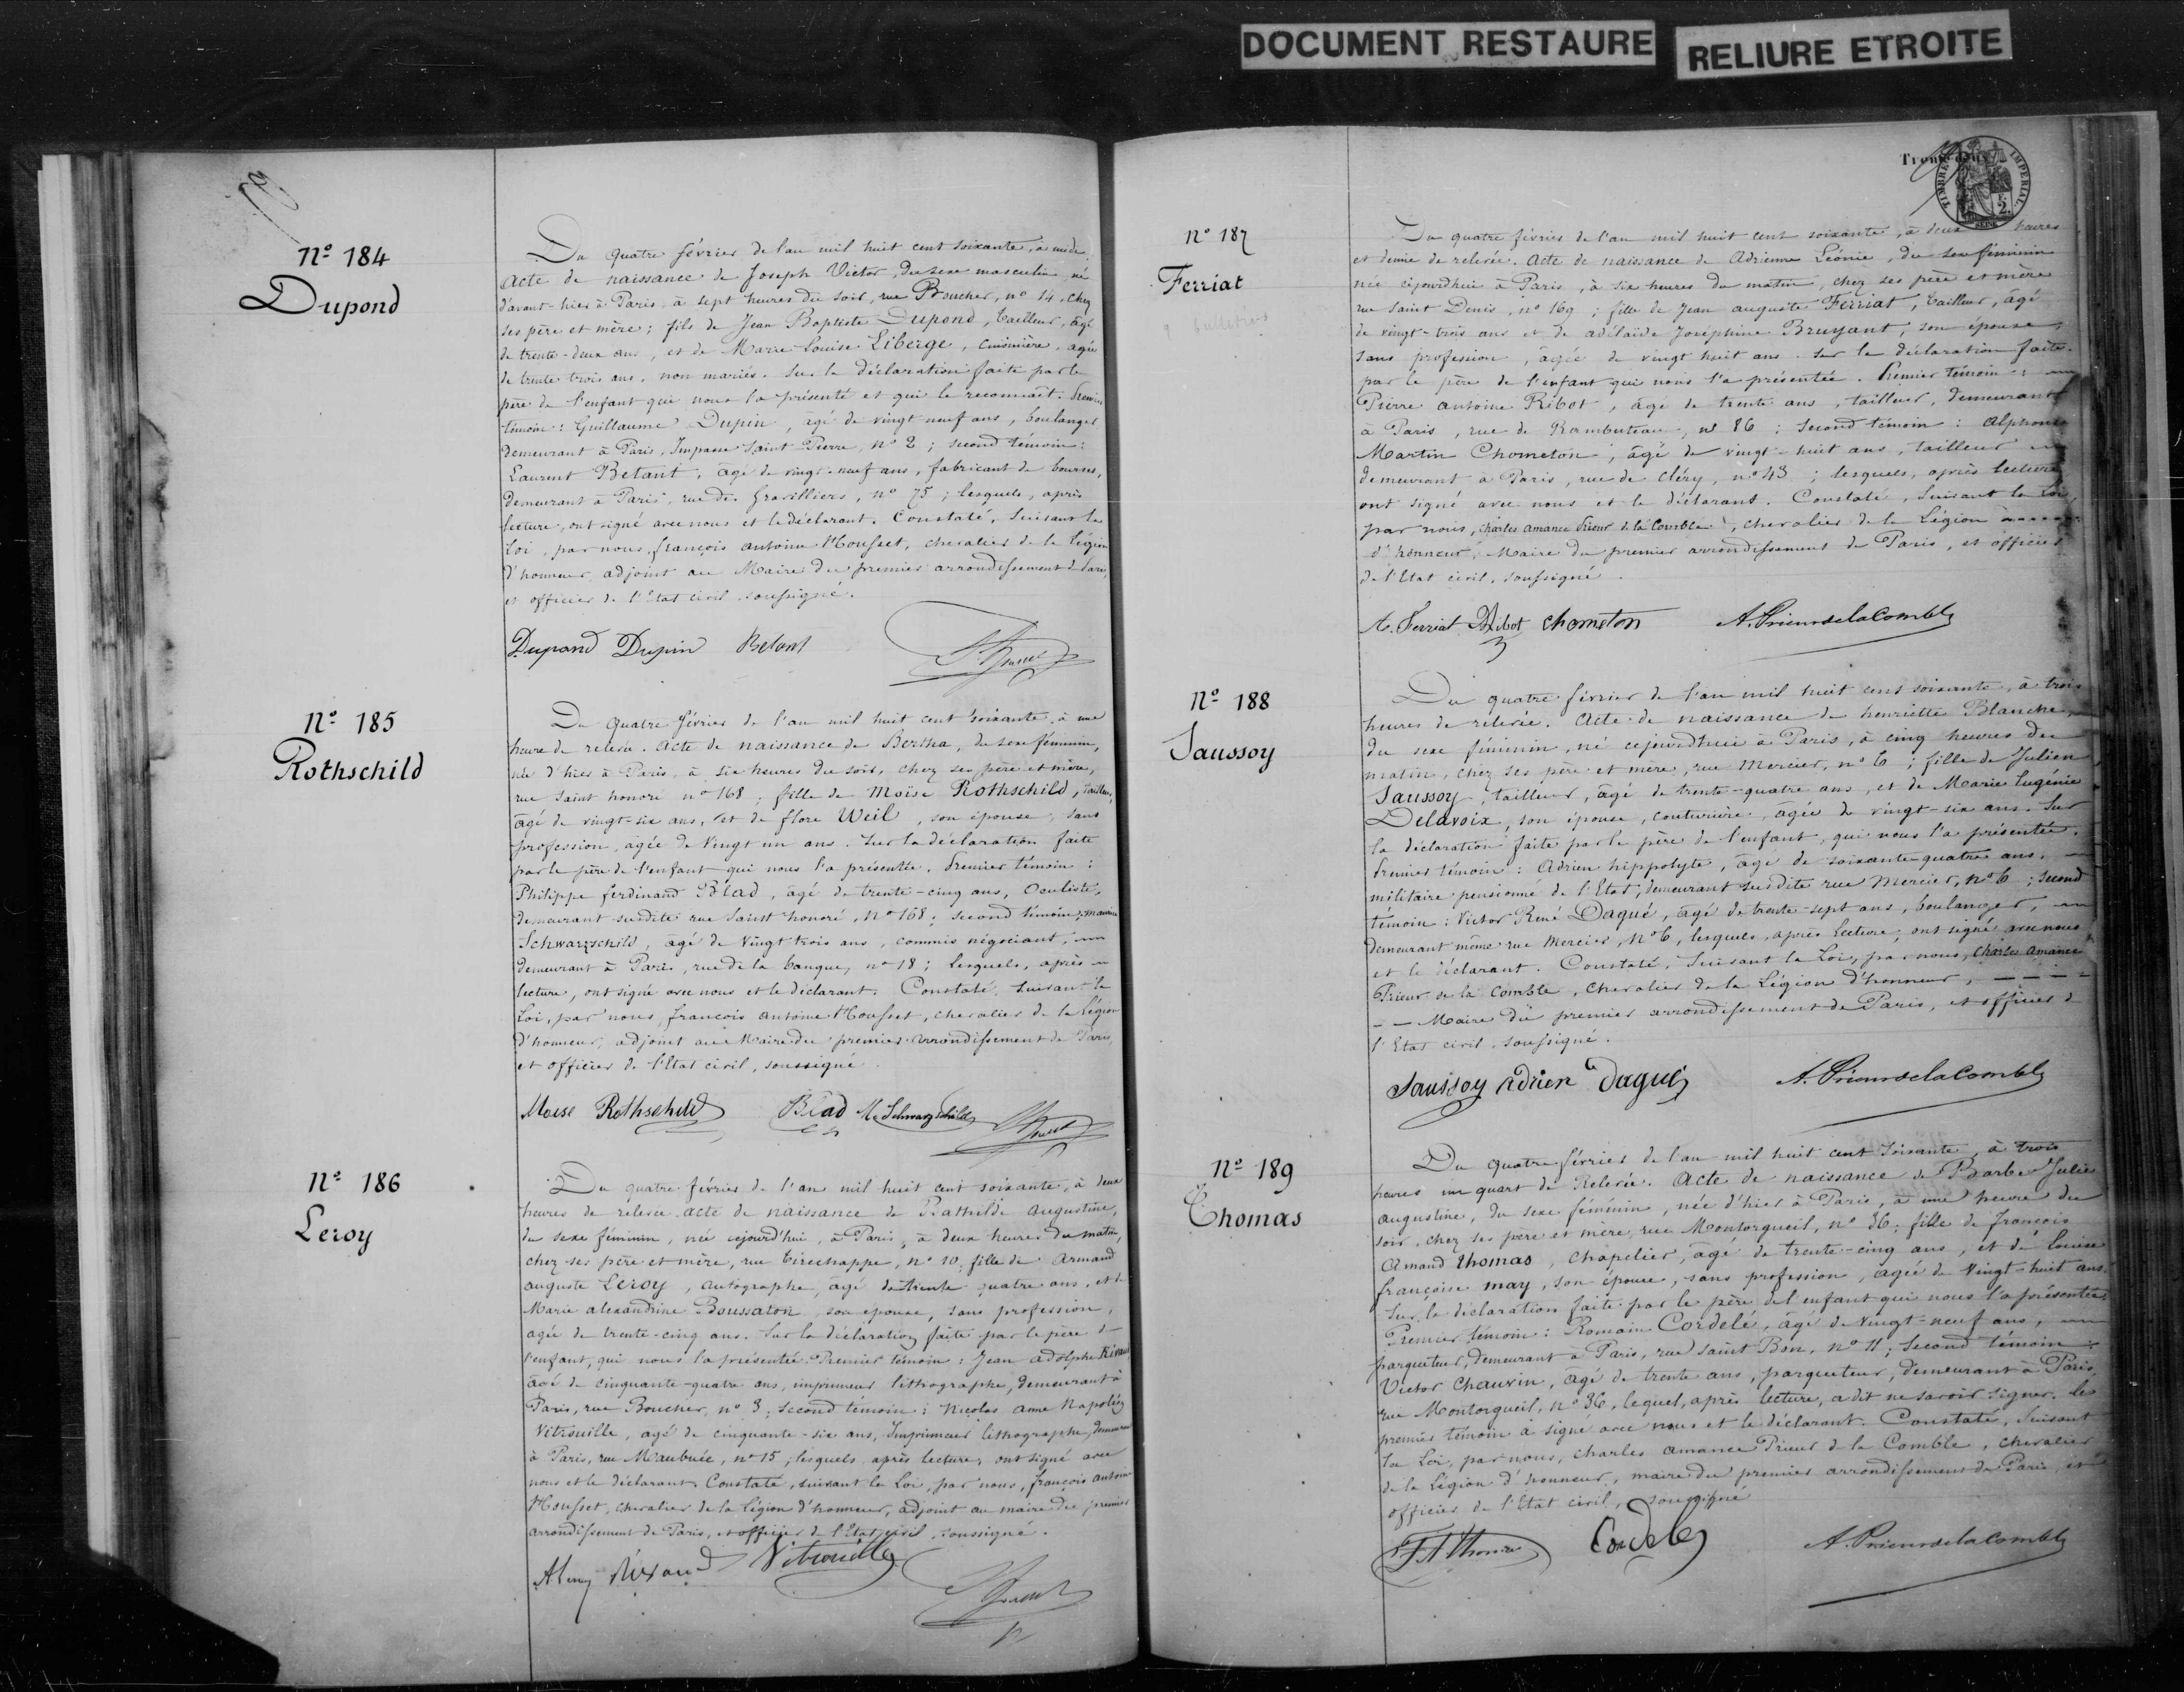 DOCUMENT RESTAURE
RELIURE ETROITE
N° 184
Dupond
Du quatre février de l'an mil huit cent soixante, à midi.
Acte de naissance de Joseph Victor, du sexe masculin, né
d'avant-hier à Paris à sept heures du soir, rue Boucher, n° 14, chez
ses père et mère; fils de Jean Baptiste Dupond, tailleur, âgé
de trente-deux ans, et de Marie Louise Liberge, cuisinière, âgée
de trente trois ans, non mariés. Sur la déclaration faite par le
père de l'enfant qui nous l'a présenté et qui le reconnaît. Premier
témoin: Guillaume Dupin, âgé de vingt neuf ans, boulanger
demeurant à Paris, Impasse Saint Pierre, n° 2; second témoin:
Laurent Betant, âgé de vingt-neuf ans, fabricant de bourses,
demeurant à Paris, rue des Gravilliers, n° 75; lesquels, après
lecture, ont signé avec nous et le déclarant. Constaté, suivant la
Loi, par nous, françois antoine Housset, chevalier de la Légion
d'honneur, adjoint au Maire du premier arrondissement de Paris,
et officier de l'Etat civil soussigné.
Dupond Dupin Betant
N° 185
Rothschild
Du quatre février de l'an mil huit cent soixante, à une
heure de relevée. Acte de naissance de Bertha, du sexe féminin,
née d'hier à Paris, à six heures du soir, chez ses père et mère,
rue Saint honoré n° 168; fille de Moïse Rothschild, tailleur,
âgé de vingt-six ans, et de flore Weil, son épouse, sans
profession, âgée de Vingt un ans. Sur la déclaration faite
par le père de l'enfant qui nous l'a présentée. Premier témoin:
Philippe ferdinand Blad, âgé de trente-cinq ans, Oculiste,
demeurant susdite rue Saint honoré, N° 168; second témoin: maurice
Schwarzschild, âgé de Vingt trois ans, commis négociant,
demeurant à Paris, rue de la banque, n° 18; lesquels, après
lecture, ont signé avec nous et le déclarant. Constaté, suivant la
Loi, par nous, françois antoine Housset, chevalier de la Légion
d'honneur, adjoint au Maire du premier arrondissement de Paris,
et officier de l'Etat civil, soussigné.
Moise Rothschild Blad M. Schwarzschild
N° 186
Leroy
Du quatre février de l'an mil huit cent soixante, à deux
heures de relevée. acte de naissance de Bathilde augustine,
du sexe féminin, née cejourd'hui, à Paris, à deux heures du matin,
chez ses père et mère, rue tirechappe, n° 10; fille de Armand
auguste Leroy, autographe, âgé de trente quatre ans, et de
Marie alexandrine Boussaton, son épouse, sans profession,
âgée de trente-cinq ans. Sur la déclaration faite par le père de
l'enfant, qui nous l'a présentée. Premier témoin: Jean adolphe Rivaud
âgé de cinquante-quatre ans, imprimeur lithographe, demeurant à
Paris, rue Boucher, n° 3; second témoin: Nicolas anne Napoléon
Vitrouille, âgé de cinquante-six ans, Imprimeur lithographe, demeurant
à Paris, rue Maubuée, n° 15; lesquels, après lecture, ont signé avec
nous et le déclarant. Constaté, suivant la Loi, par nous, françois antoine
Housset, chevalier de la Légion d'honneur, adjoint au maire du premier
arrondissement de Paris, et officier de l'Etat civil, soussigné.
A Leroy Rivaud Vitrouille
TIMBRE IMPERIAL
SEINE
N° 187
Ferriat
9 bulletins
Du quatre février de l'an mil huit cent soixante, à deux heures
et demie de relevée. Acte de naissance de Adrienne Léonie, du sexe féminin
née cejourd'hui à Paris, à six heures du matin, chez ses père et mère
rue Saint Denis, n° 169; fille de Jean auguste Ferriat, tailleur, âgé
de vingt-trois ans et de adélaïde Joséphine Bruyant, son épouse,
sans profession, âgée de vingt huit ans. Sur la déclaration faite
par le père de l'enfant qui nous l'a présentée. Premier témoin:
Pierre antoine Ribot, âgé de trente ans, tailleur, demeurant
à Paris, rue de Rambuteau, n° 86; Second témoin: Alphonse
Martin Chometon, âgé de vingt-huit ans, tailleur
demeurant à Paris, rue de Cléry, n° 43; lesquels, après lecture
ont signé avec nous et le déclarant. Constaté, Suivant la Loi,
par nous, Charles amance Prieur de la Comble, chevalier de la Légion
d'honneur, Maire du premier arrondissement de Paris, et officier
de l'Etat civil, soussigné.
A. Ferriat Ribot Chometon A. Prieur de la Comble
N° 188
Saussoy
Du quatre février de l'an mil huit cent soixante, à trois
heures de relevée. Acte de naissance de henriette Blanche,
du sexe féminin, né cejourd'hui à Paris, à cinq heures du
matin, chez ses père et mère, rue Mercier, n° 6; fille de Julien
Saussoy, tailleur, âgé de trente-quatre ans, et de Marie Eugénie
Delavoix, son épouse, couturière, âgée de vingt-six ans. Sur
la déclaration faite par le père de l'enfant, qui nous l'a présentée.
Premier témoin: Adrien hippolyte, âgé de soixante-quatre ans,
militaire pensionné de l'Etat, demeurant susdite rue Mercier, N° 6; second
témoin: Victor René Dagué, âgé de trente-sept ans, boulanger,
demeurant même rue Mercier, N° 6, lesquels, après lecture, ont signé avec nous
et le déclarant. Constaté, Suivant la Loi, par nous, Charles amance
Prieur de la Comble, Chevalier de la Légion d'honneur,
Maire du premier arrondissement de Paris, et officier de
l'Etat civil, soussigné.
Saussoy Adrien Dagué A. Prieur de la Comble
N° 189
Thomas
Du quatre février de l'an mil huit cent soixante, à trois
heures un quart de Relevée. Acte de naissance de Barbe Julie
augustine, du sexe féminin, née d'hier à Paris, à une heure du
soir, chez ses père et mère, rue Montorgueil, n° 36; fille de françois
Amand thomas, chapelier, âgé de trente-cinq ans, et de Louise
françoise may, son épouse, sans profession, âgée de Vingt-huit ans.
Sur la déclaration faite par le père de l'enfant qui nous l'a présentée.
Premier témoin: Romain Cordelé, âgé de Vingt-neuf ans,
parqueteur, demeurant à Paris, rue Saint Bon, n° 11; Second témoin:
Victor Chauvin, âgé de trente ans, parqueteur, demeurant à Paris,
rue Montorgueil, n° 36, lequel, après lecture, a dit ne savoir signer. le
premier témoin a signé avec nous et le déclarant. Constaté, Suivant
la Loi, par nous, charles amance Prieur de la Comble, chevalier
de la Légion d'honneur, maire du premier arrondissement de Paris, et
officier de l'Etat civil, soussigné
F A Thomas Cordelé A. Prieur de la Comble